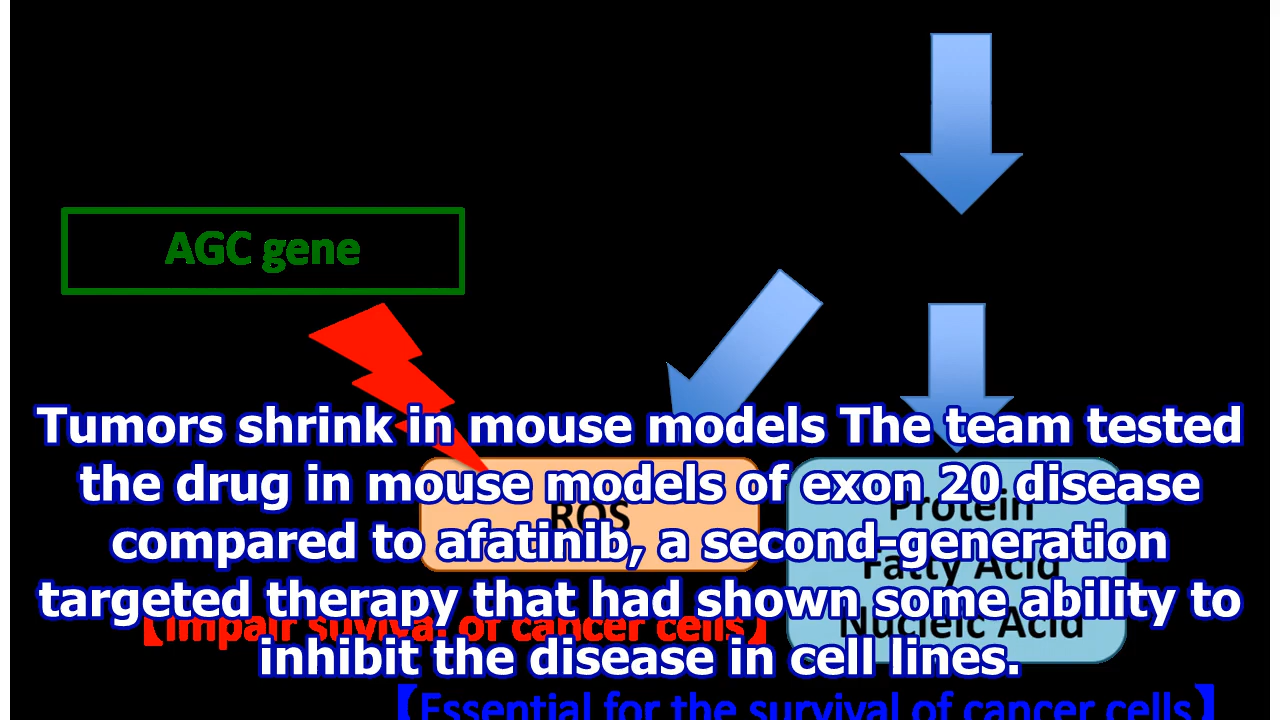 AGC gene
Tumors shrink in mouse models The team tested
the drug in mouse models of exon 20 disease
compared to afatinib, a second-generation
targeted therapy that had shown some ability to
inhibit the disease in cell lines.
ROS
Protein
Fatty Acid
Nucleic Acid
【Impair suvival of cancer cells】
【Essential for the survival of cancer cells】